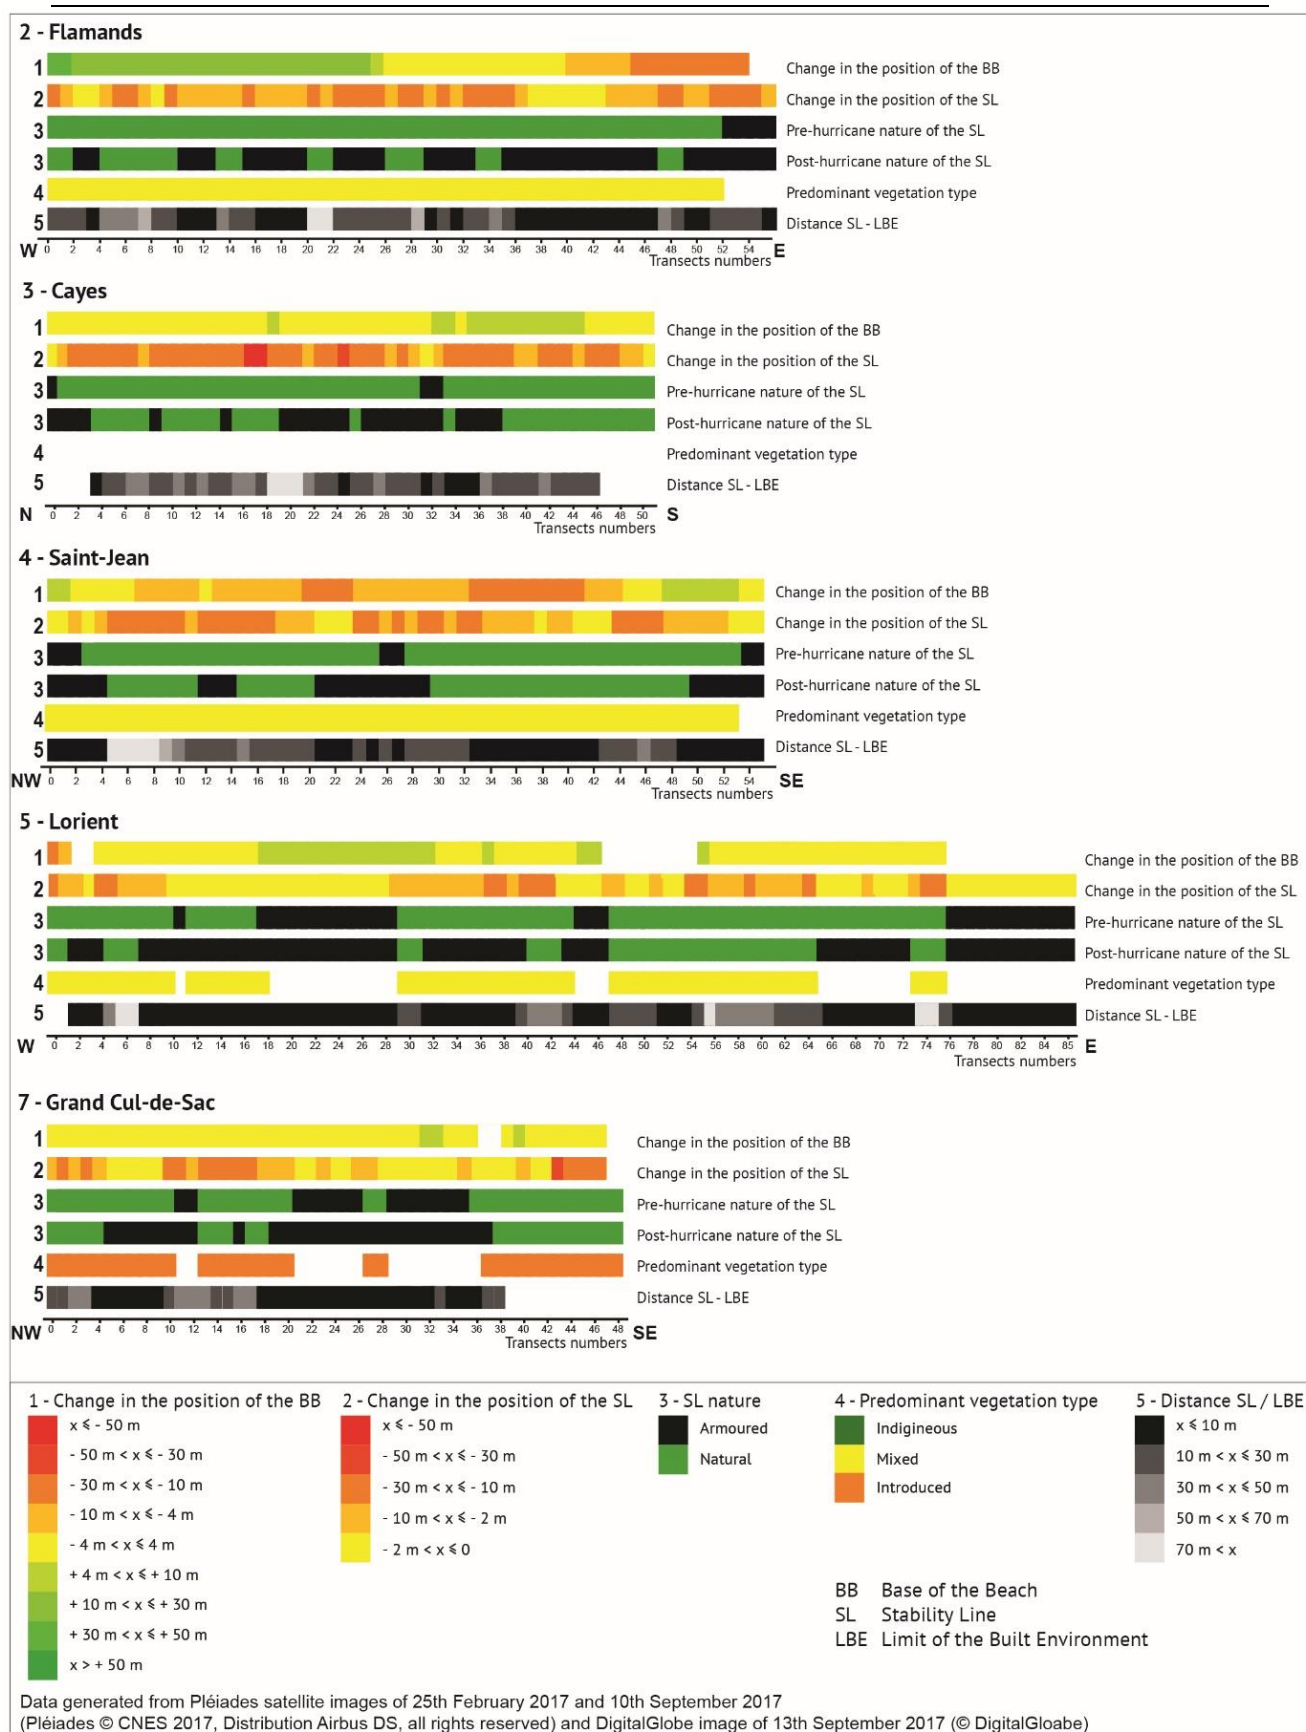 2 - Flamands
1 Change in the position of the BB
2 Change in the position of the SL
3 Pre-hurricane nature of the SL
3 Post-hurricane nature of the SL
4 Predominant vegetation type
5 Distance SL - LBE
W 0 2 4 6 8 10 12 14 16 18 20 22 24 26 28 30 32 34 36 38 40 42 44 46 48 50 52 54 E
Transects numbers
3 - Cayes
1 Change in the position of the BB
2 Change in the position of the SL
3 Pre-hurricane nature of the SL
3 Post-hurricane nature of the SL
4 Predominant vegetation type
5 Distance SL - LBE
0 2 4 6 8 10 12 14 16 18 20 22 24 26 28 31 32 34 36 38 40 42 44 46 48 50
N S
Transects numbers
4 - Saint-Jean
1 Change in the position of the BB
2 Change in the position of the SL
3 Pre-hurricane nature of the SL
3 Post-hurricane nature of the SL
4 Predominant vegetation type
5 Distance SL - LBE
NW 0 2 4 6 8 10 12 14 16 18 20 22 24 26 28 30 32 34 36 38 40 42 44 46 48 50 52 54 SE
Transects numbers
5 - Lorient
1 Change in the position of the BB
2 Change in the position of the SL
3 Pre-hurricane nature of the SL
3 Post-hurricane nature of the SL
4 Predominant vegetation type
5 Distance SL - LBE
W 0 2 4 6 8 10 12 14 16 18 20 22 24 26 28 31 32 34 36 38 40 42 44 46 48 50 52 54 56 58 60 62 64 66 68 70 72 74 76 78 80 82 84 85 E
Transects numbers
7 - Grand Cul-de-Sac
1 Change in the position of the BB
2 Change in the position of the SL
3 Pre-hurricane nature of the SL
3 Post-hurricane nature of the SL
4 Predominant vegetation type
5 Distance SL - LBE
NW 0 2 4 6 8 10 12 14 16 18 20 22 24 26 28 30 32 34 36 38 40 42 44 46 48 SE
Transects numbers
1 - Change in the position of the BB
x ⩽ - 50 m
- 50 m < x ⩽ - 30 m
- 30 m < x ⩽ - 10 m
- 10 m < x ⩽ - 4 m
- 4 m < x ⩽ 4 m
+ 4 m < x ⩽ + 10 m
+ 10 m < x ⩽ + 30 m
+ 30 m < x ⩽ + 50 m
x > + 50 m
2 - Change in the position of the SL
x ⩽ - 50 m
- 50 m < x ⩽ - 30 m
- 30 m < x ⩽ - 10 m
- 10 m < x ⩽ - 2 m
- 2 m < x ⩽ 0
3 - SL nature
Armoured
Natural
4 - Predominant vegetation type
Indigineous
Mixed
Introduced
5 - Distance SL / LBE
x ⩽ 10 m
10 m < x ⩽ 30 m
30 m < x ⩽ 50 m
50 m < x ⩽ 70 m
70 m < x
BB Base of the Beach
SL Stability Line
LBE Limit of the Built Environment
Data generated from Pléiades satellite images of 25th February 2017 and 10th September 2017
(Pléiades © CNES 2017, Distribution Airbus DS, all rights reserved) and DigitalGlobe image of 13th September 2017 (© DigitalGloabe)